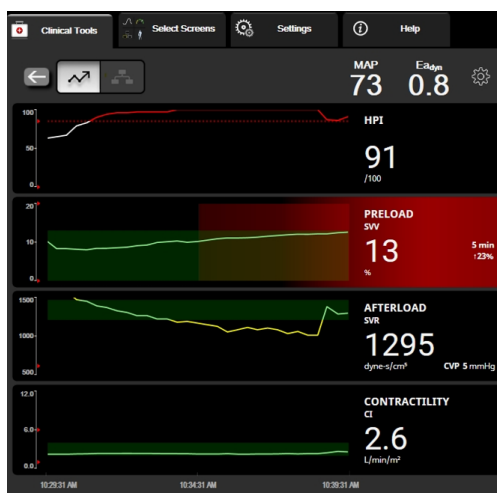 Clinical Tools
Select Screens
Settings
Help
MAP
73
Eadyn
0.8
100
50
0
HPI
91
/100
20
10
0
PRELOAD
SVV
13
%
5 min
↑23%
1500
1000
500
AFTERLOAD
SVR
1295
dyne-s/cm⁵ CVP 5 mmHg
12.0
6.0
0.0
CONTRACTILITY
CI
2.6
L/min/m²
10:29:31 AM 10:34:31 AM 10:39:31 AM